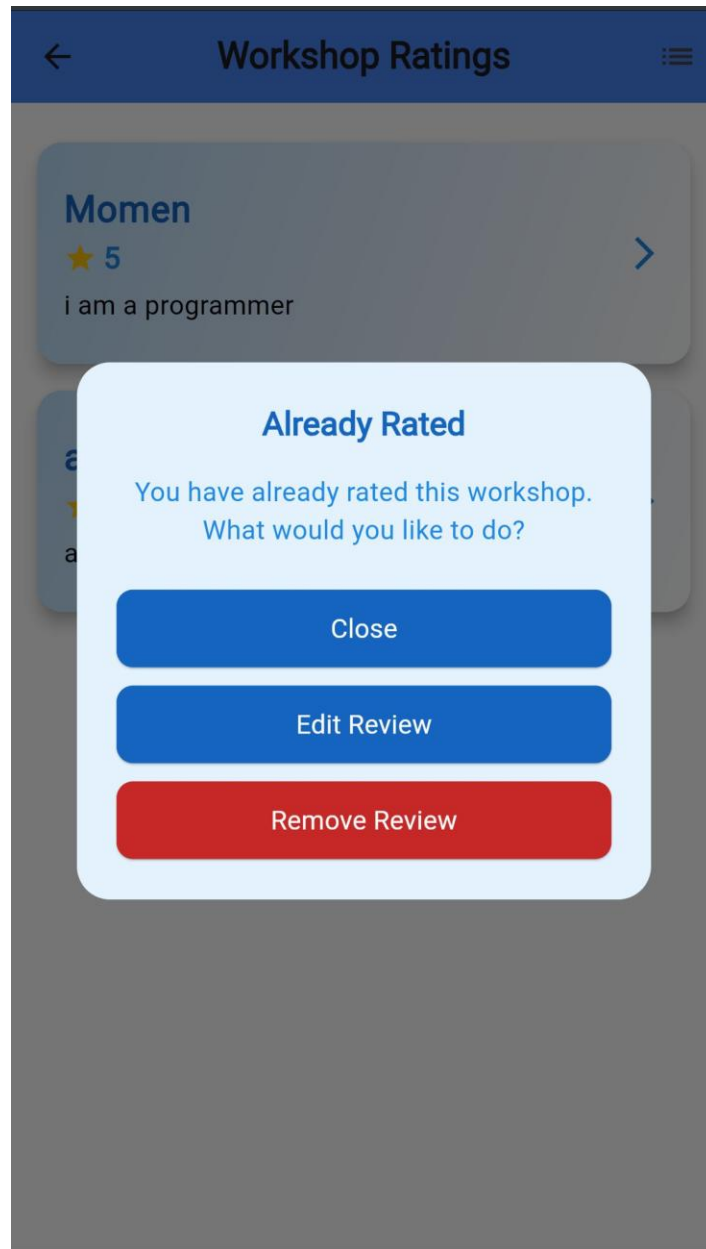 Workshop Ratings
Momen
5
i am a programmer
Already Rated
You have already rated this workshop.
What would you like to do?
Close
Edit Review
Remove Review